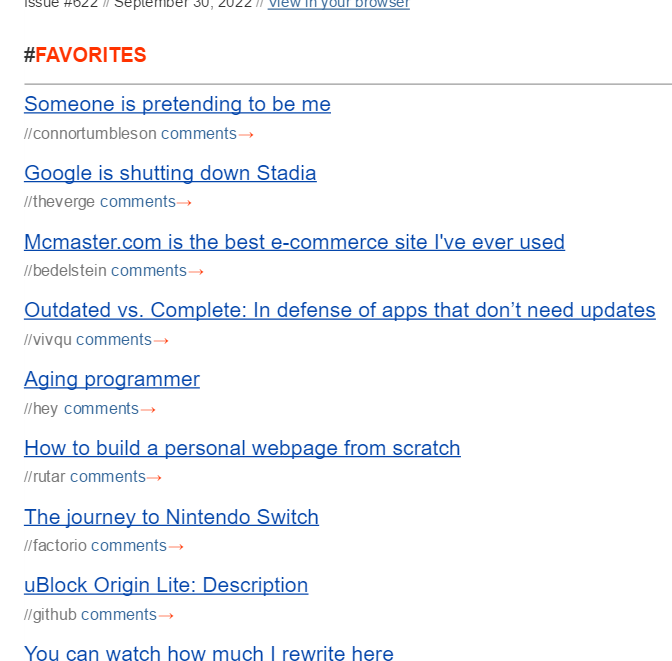 Issue #622 // September 30, 2022 // View in your browser
#FAVORITES
Someone is pretending to be me
//connortumbleson comments→
Google is shutting down Stadia
//theverge comments→
Mcmaster.com is the best e-commerce site I've ever used
//bedelstein comments→
Outdated vs. Complete: In defense of apps that don’t need updates
//vivqu comments→
Aging programmer
//hey comments→
How to build a personal webpage from scratch
//rutar comments→
The journey to Nintendo Switch
//factorio comments→
uBlock Origin Lite: Description
//github comments→
You can watch how much I rewrite here